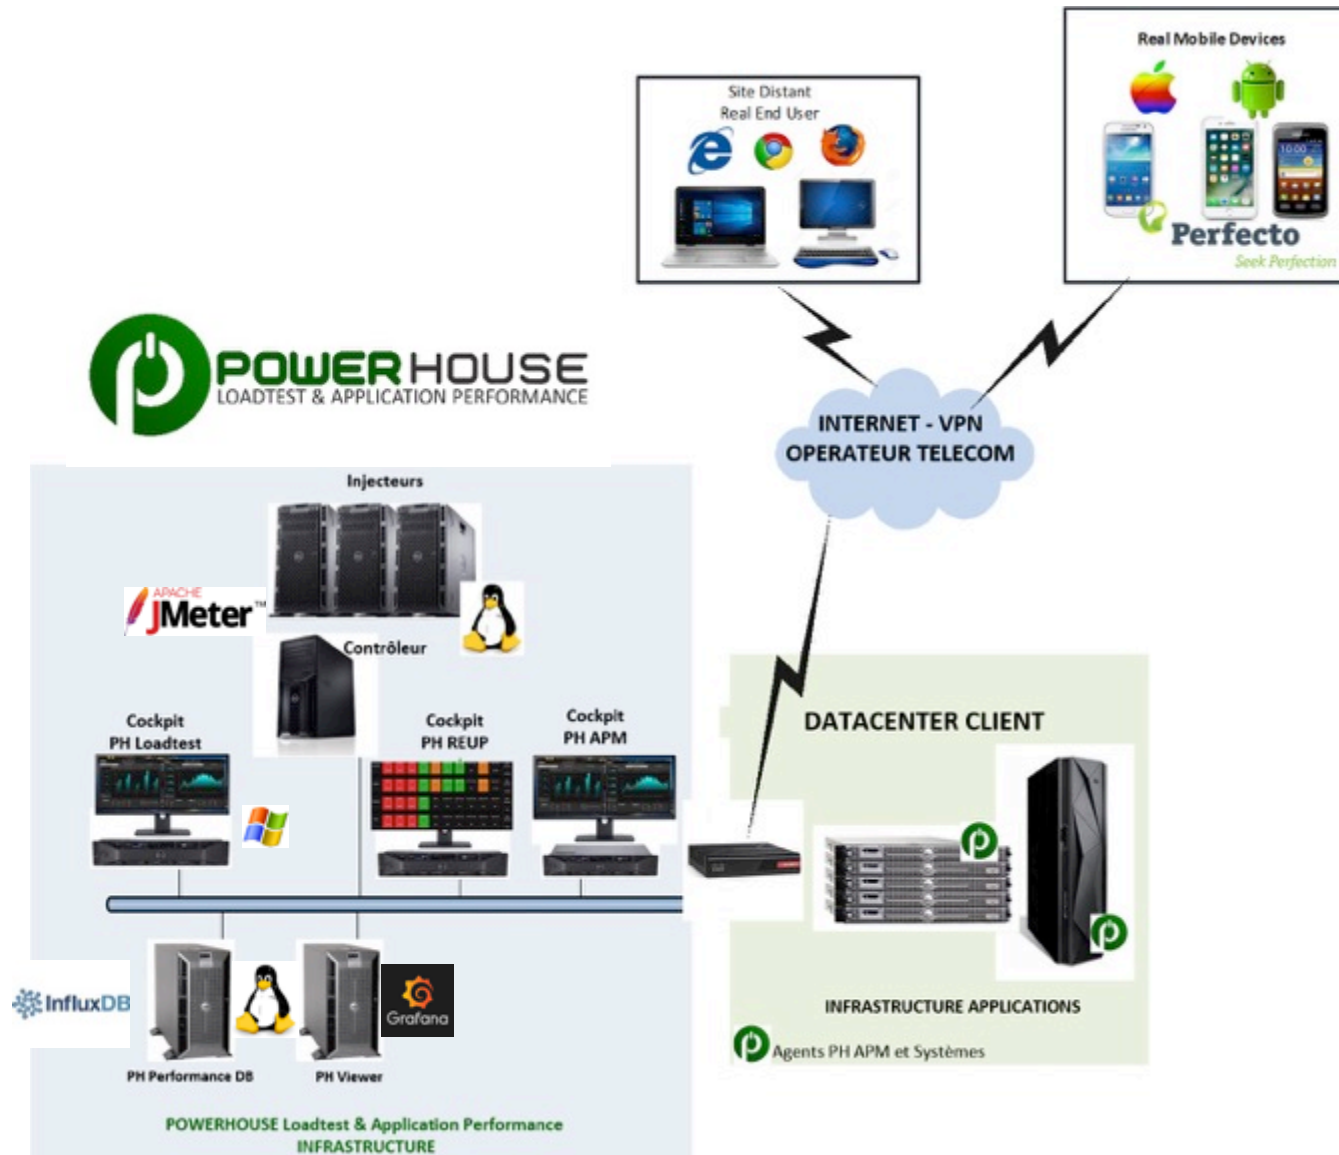 Real Mobile Devices
Perfecto
Seek Perfection
Site Distant
Real End User
POWERHOUSE
LOADTEST & APPLICATION PERFORMANCE
INTERNET - VPN
OPERATEUR TELECOM
Injecteurs
APACHE
JMeter™
Contrôleur
Cockpit
PH Loadtest
Cockpit
PH REUP
Cockpit
PH APM
DATACENTER CLIENT
InfluxDB
Grafana
PH Performance DB
PH Viewer
INFRASTRUCTURE APPLICATIONS
Agents PH APM et Systèmes
POWERHOUSE Loadtest & Application Performance
INFRASTRUCTURE